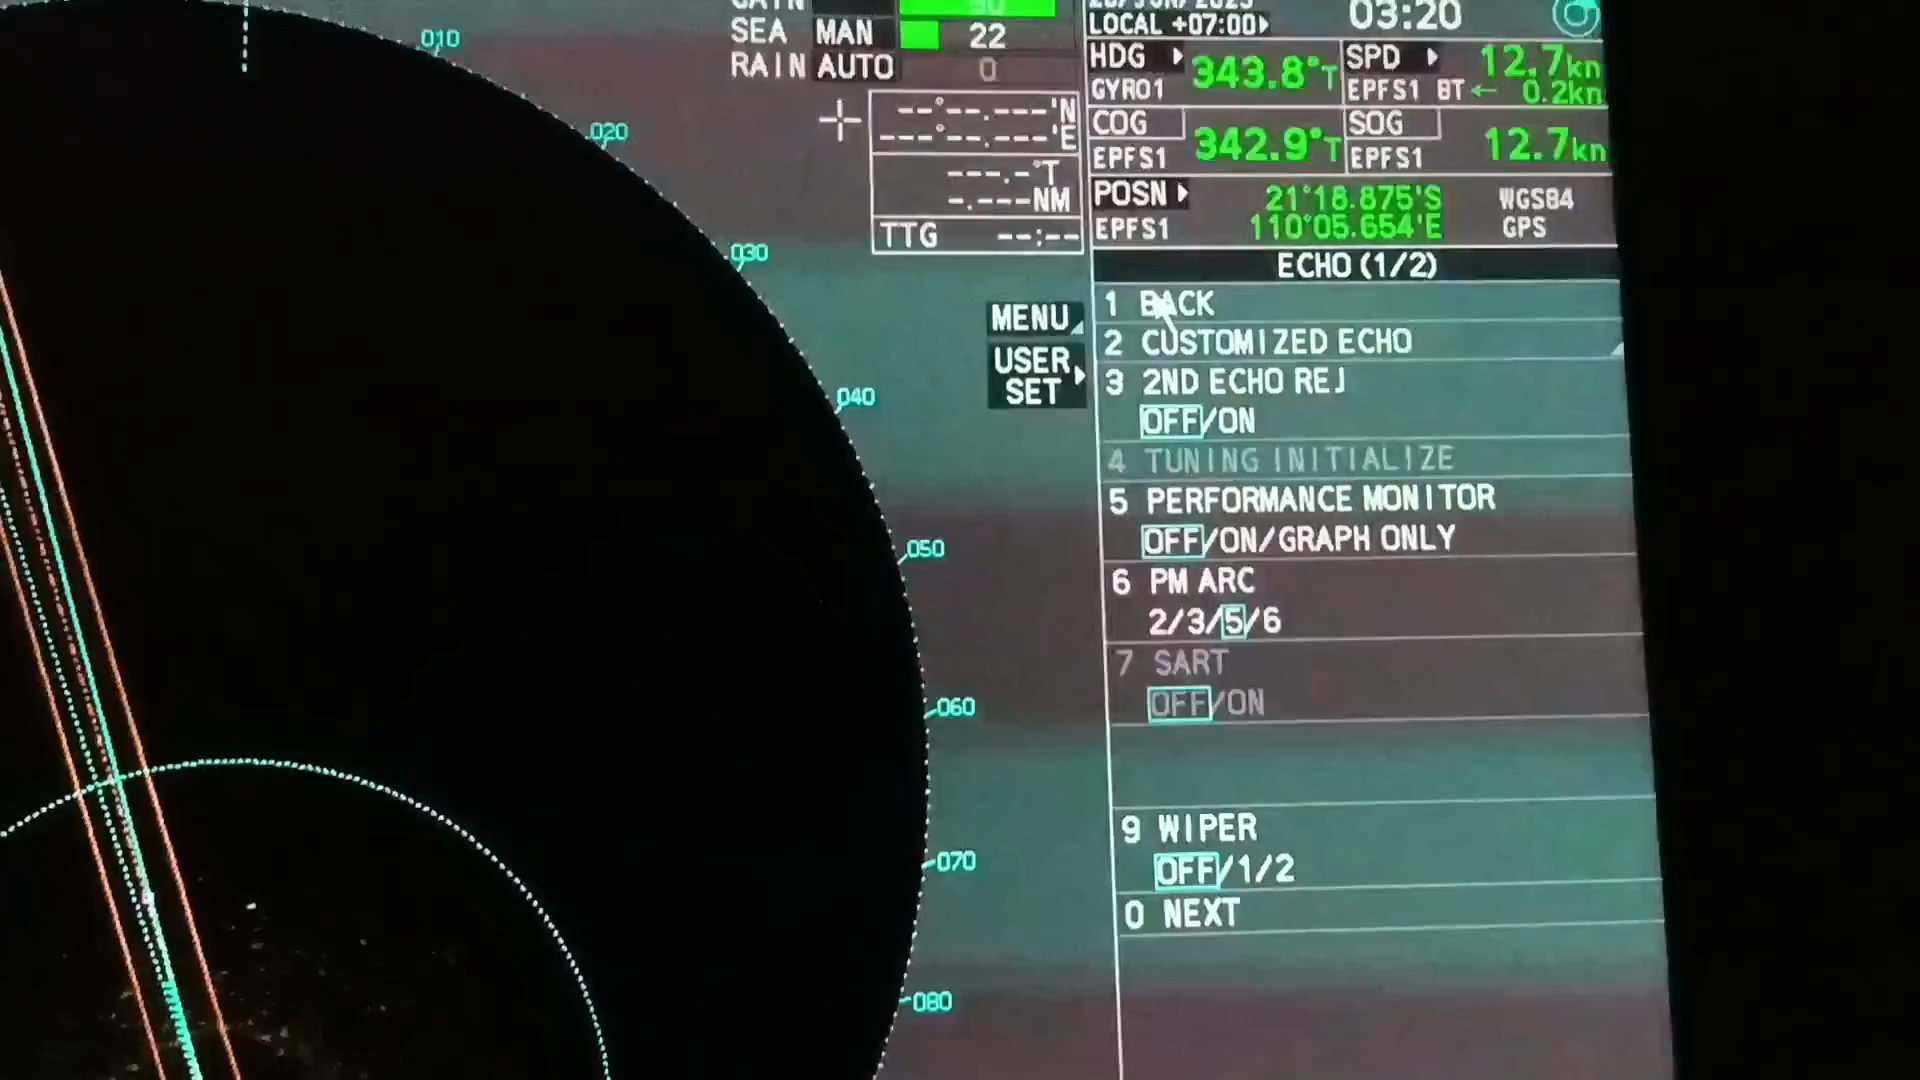 SEA MAN 22
RAIN AUTO 0
--°--.---'N
---°--.---'E
---.-°T
-.---NM
TTG --:--
MENU
USER SET
LOCAL +07:00 03:20
HDG 343.8°T
GYRO1
SPD 12.7kn
EPFS1 BT ← 0.2kn
COG 342.9°T
EPFS1
SOG 12.7kn
EPFS1
POSN 21°18.875'S WGS84
EPFS1 110°05.654'E GPS
ECHO (1/2)
1 BACK
2 CUSTOMIZED ECHO
3 2ND ECHO REJ
OFF/ON
4 TUNING INITIALIZE
5 PERFORMANCE MONITOR
OFF/ON/GRAPH ONLY
6 PM ARC
2/3/5/6
7 SART
OFF/ON
9 WIPER
OFF/1/2
0 NEXT
010
020
030
040
050
060
070
080